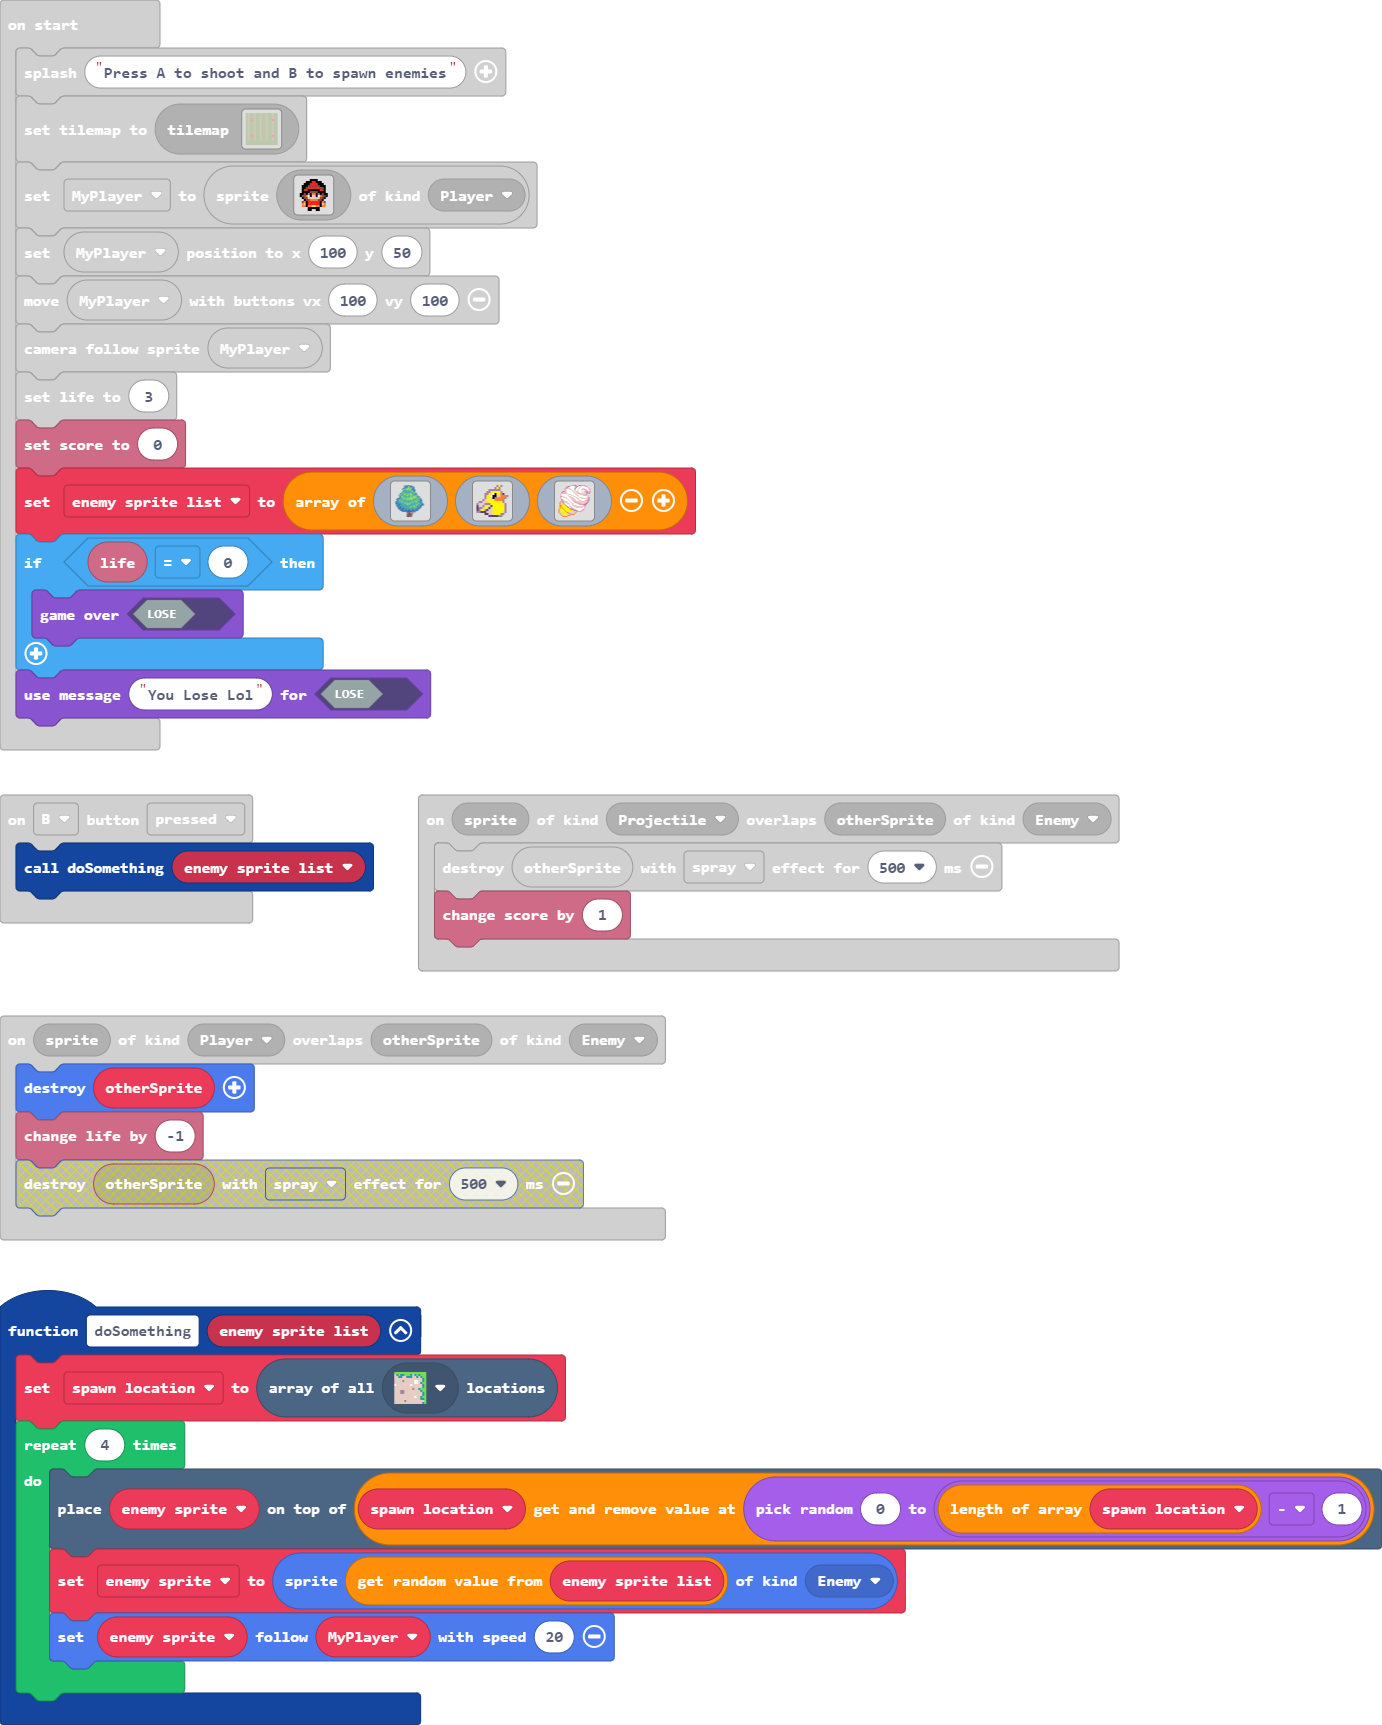 on start
splash "Press A to shoot and B to spawn enemies"
set tilemap to tilemap
set MyPlayer to sprite of kind Player
set MyPlayer position to x 100 y 50
move MyPlayer with buttons vx 100 vy 100
camera follow sprite MyPlayer
set life to 3
set score to 0
set enemy sprite list to array of
if life = 0 then
game over LOSE
use message "You Lose Lol" for LOSE
on B button pressed
call doSomething enemy sprite list
on sprite of kind Projectile overlaps otherSprite of kind Enemy
destroy otherSprite with spray effect for 500 ms
change score by 1
on sprite of kind Player overlaps otherSprite of kind Enemy
destroy otherSprite
change life by -1
destroy otherSprite with spray effect for 500 ms
function doSomething enemy sprite list
set spawn location to array of all locations
repeat 4 times
do
place enemy sprite on top of spawn location get and remove value at pick random 0 to length of array spawn location - 1
set enemy sprite to sprite get random value from enemy sprite list of kind Enemy
set enemy sprite follow MyPlayer with speed 20